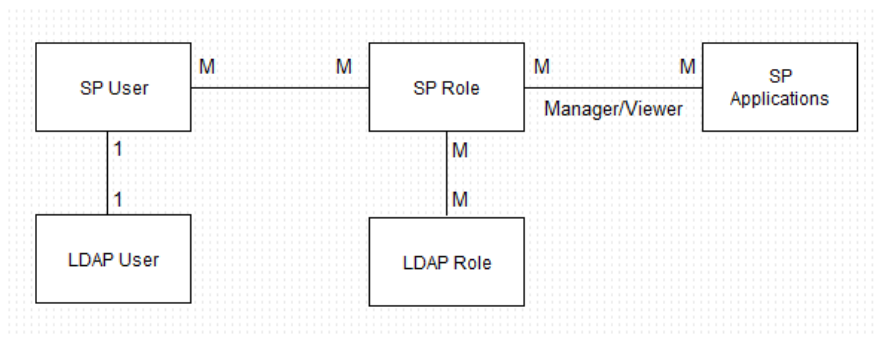 SP User
M
M
SP Role
M
M
SP
Applications
Manager/Viewer
1
1
M
M
LDAP User
LDAP Role